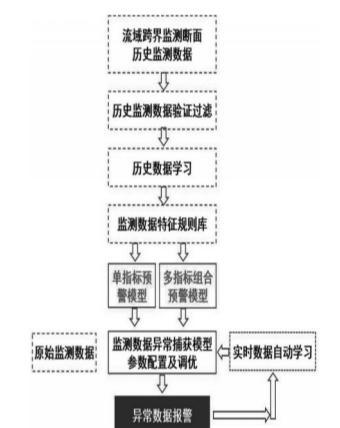 流域跨界监测断面
历史监测数据
历史监测数据验证过滤
历史数据学习
监测数据特征规则库
单指标预
警模型
多指标组合
预警模型
原始监测数据
监测数据异常捕获模型
参数配置及调优
实时数据自动学习
异常数据报警